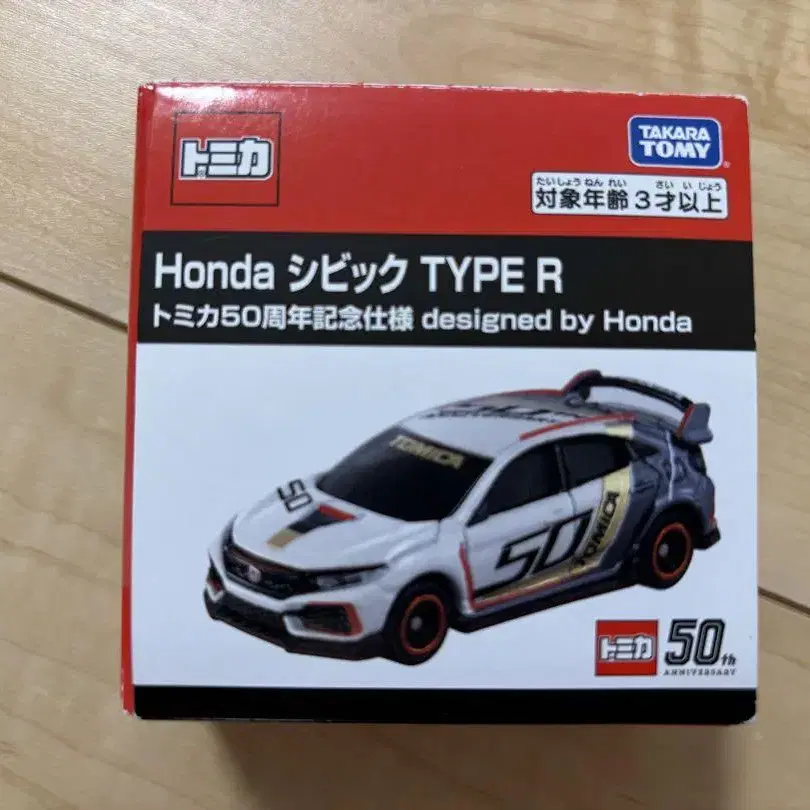 トミカ
TAKARA
TOMY
たいしょう ねん れい さい い じょう
対象年齢 3才以上
Honda シビック TYPE R
トミカ50周年記念仕様 designed by Honda
TOMICA
50
50
TOMICA
トミカ 50th
ANNIVERSARY